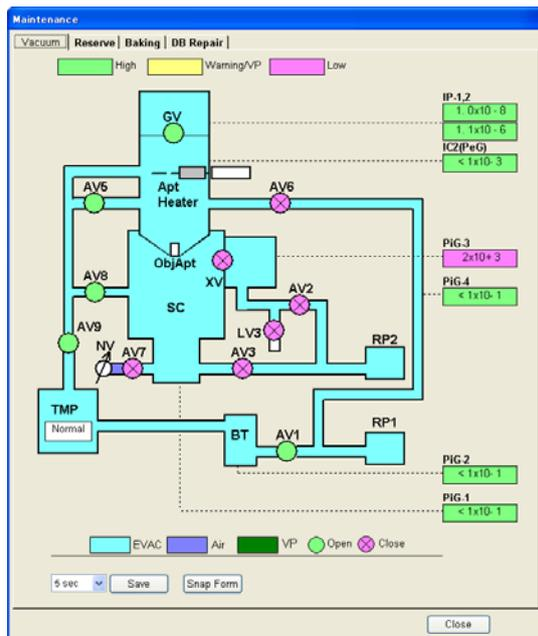 Maintenance
Vacuum Reserve Baking DB Repair
High Warning/VP Low
IP-1,2
GV
1. 0x10 - 8
1. 1x10 - 6
IC2(PeG)
< 1x10- 3
AV5
Apt
Heater
AV6
PiG-3
2x10+ 3
ObjApt
XV
PiG-4
< 1x10- 1
AV8
AV2
SC
AV9
LV3
RP2
NV
AV7
AV3
TMP
Normal
BT
AV1
RP1
PiG-2
< 1x10- 1
PiG-1
< 1x10- 1
EVAC Air VP Open Close
5 sec Save Snap Form
Close